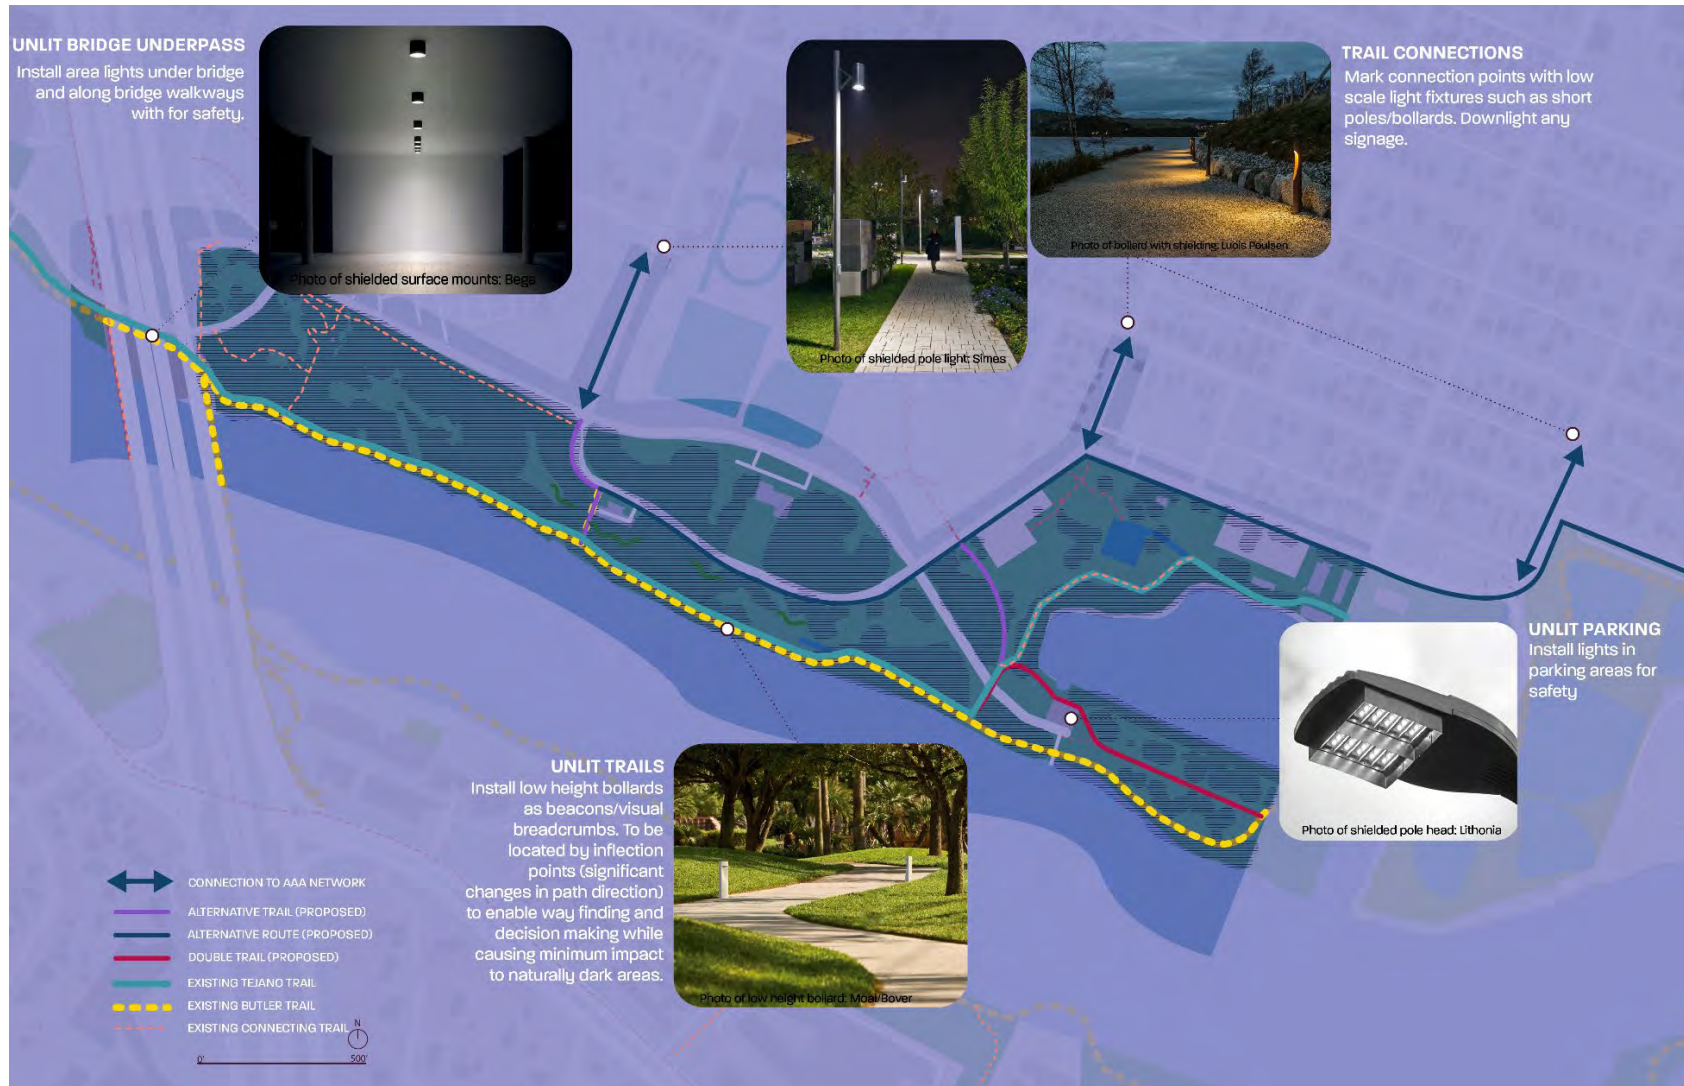 UNLIT BRIDGE UNDERPASS
Install area lights under bridge
and along bridge walkways
with for safety.
Photo of shielded surface mounts: Bega
Photo of shielded pole light: Simes
Photo of bollard with shielding: Luois Poulsen
TRAIL CONNECTIONS
Mark connection points with low
scale light fixtures such as short
poles/bollards. Downlight any
signage.
UNLIT PARKING
Install lights in
parking areas for
safety
Photo of shielded pole head: Lithonia
UNLIT TRAILS
Install low height bollards
as beacons/visual
breadcrumbs. To be
located by inflection
points (significant
changes in path direction)
to enable way finding and
decision making while
causing minimum impact
to naturally dark areas.
Photo of low height bollard: Moai/Bover
CONNECTION TO AAA NETWORK
ALTERNATIVE TRAIL (PROPOSED)
ALTERNATIVE ROUTE (PROPOSED)
DOUBLE TRAIL (PROPOSED)
EXISTING TEJANO TRAIL
EXISTING BUTLER TRAIL
EXISTING CONNECTING TRAIL
N
0' 500'